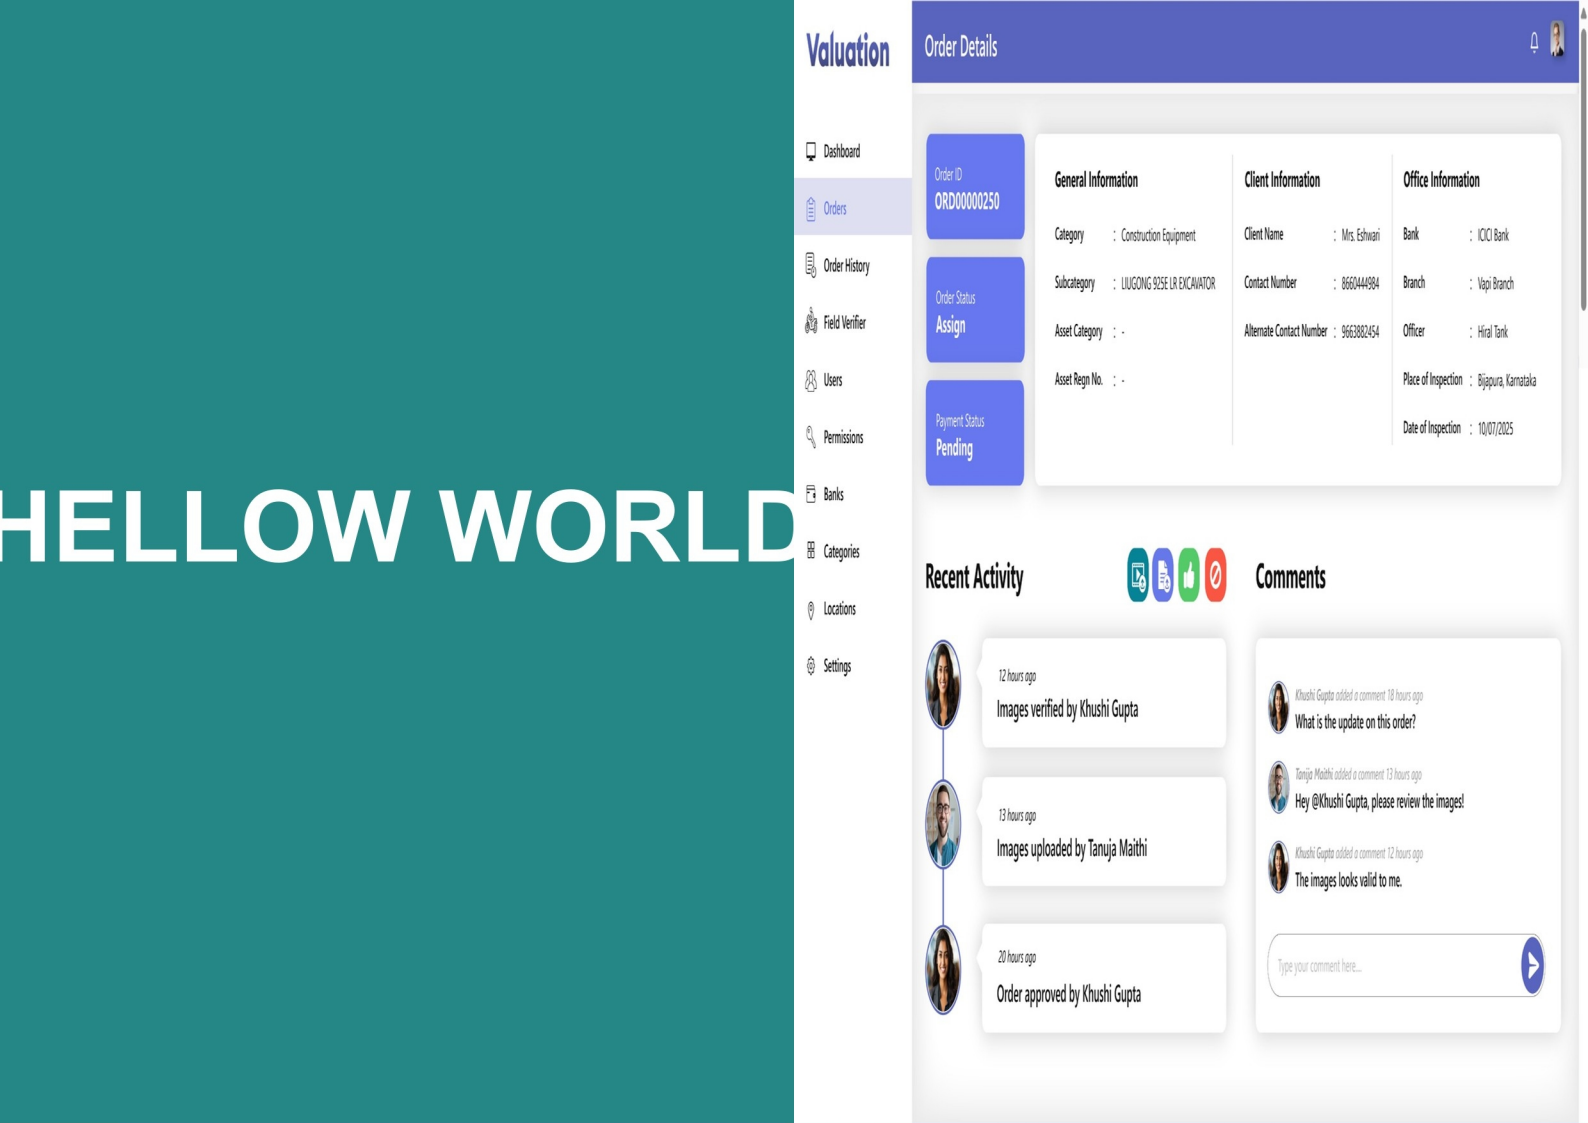 HELLOW WORLD
Valuation
Dashboard
Orders
Order History
Field Verifier
Users
Permissions
Banks
Categories
Locations
Settings
Order Details
Order ID
ORD00000250
Order Status
Assign
Payment Status
Pending
General Information
Category : Construction Equipment
Subcategory : LIUGONG 925E LR EXCAVATOR
Asset Category : -
Asset Regn No. : -
Client Information
Client Name : Mrs. Eshwari
Contact Number : 8660444984
Alternate Contact Number : 9663882454
Office Information
Bank : ICICI Bank
Branch : Vapi Branch
Officer : Hiral Tank
Place of Inspection : Bijapura, Karnataka
Date of Inspection : 10/07/2025
Recent Activity
12 hours ago
Images verified by Khushi Gupta
13 hours ago
Images uploaded by Tanuja Maithi
20 hours ago
Order approved by Khushi Gupta
Comments
Khushi Gupta added a comment 18 hours ago
What is the update on this order?
Tanija Maithi added a comment 13 hours ago
Hey @Khushi Gupta, please review the images!
Khushi Gupta added a comment 12 hours ago
The images looks valid to me.
Type your comment here...